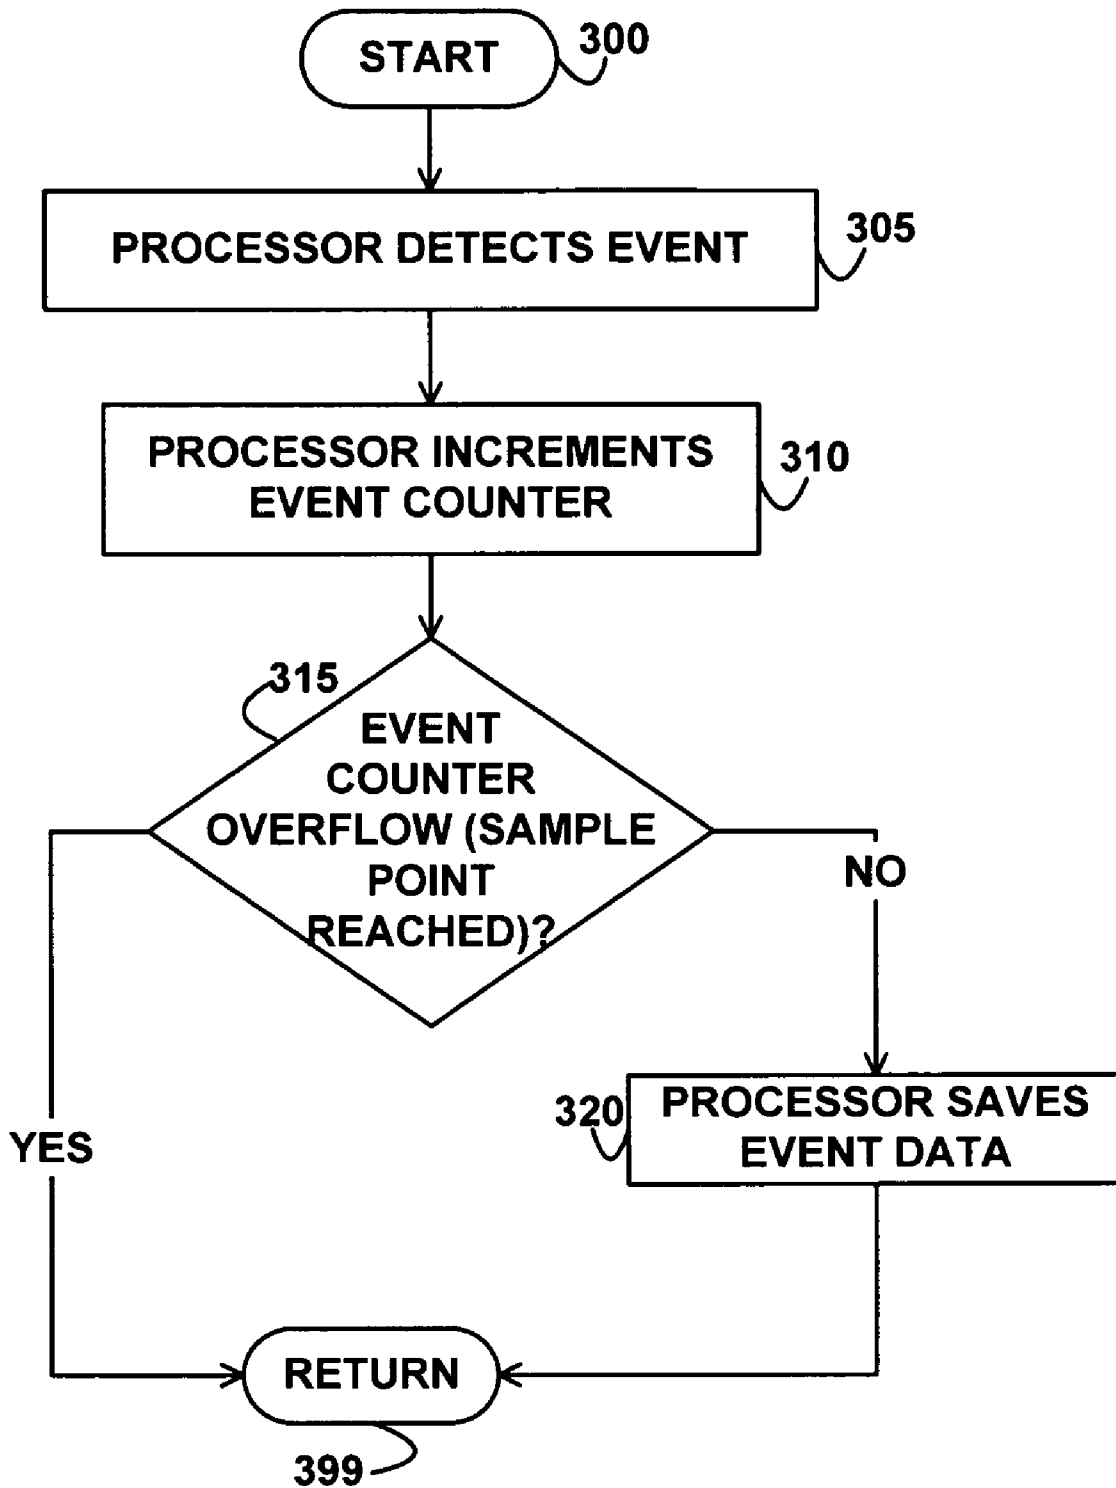 START
300
PROCESSOR DETECTS EVENT
305
PROCESSOR INCREMENTS
EVENT COUNTER
310
315
EVENT
COUNTER
OVERFLOW (SAMPLE
POINT
REACHED)?
NO
YES
320
PROCESSOR SAVES
EVENT DATA
RETURN
399